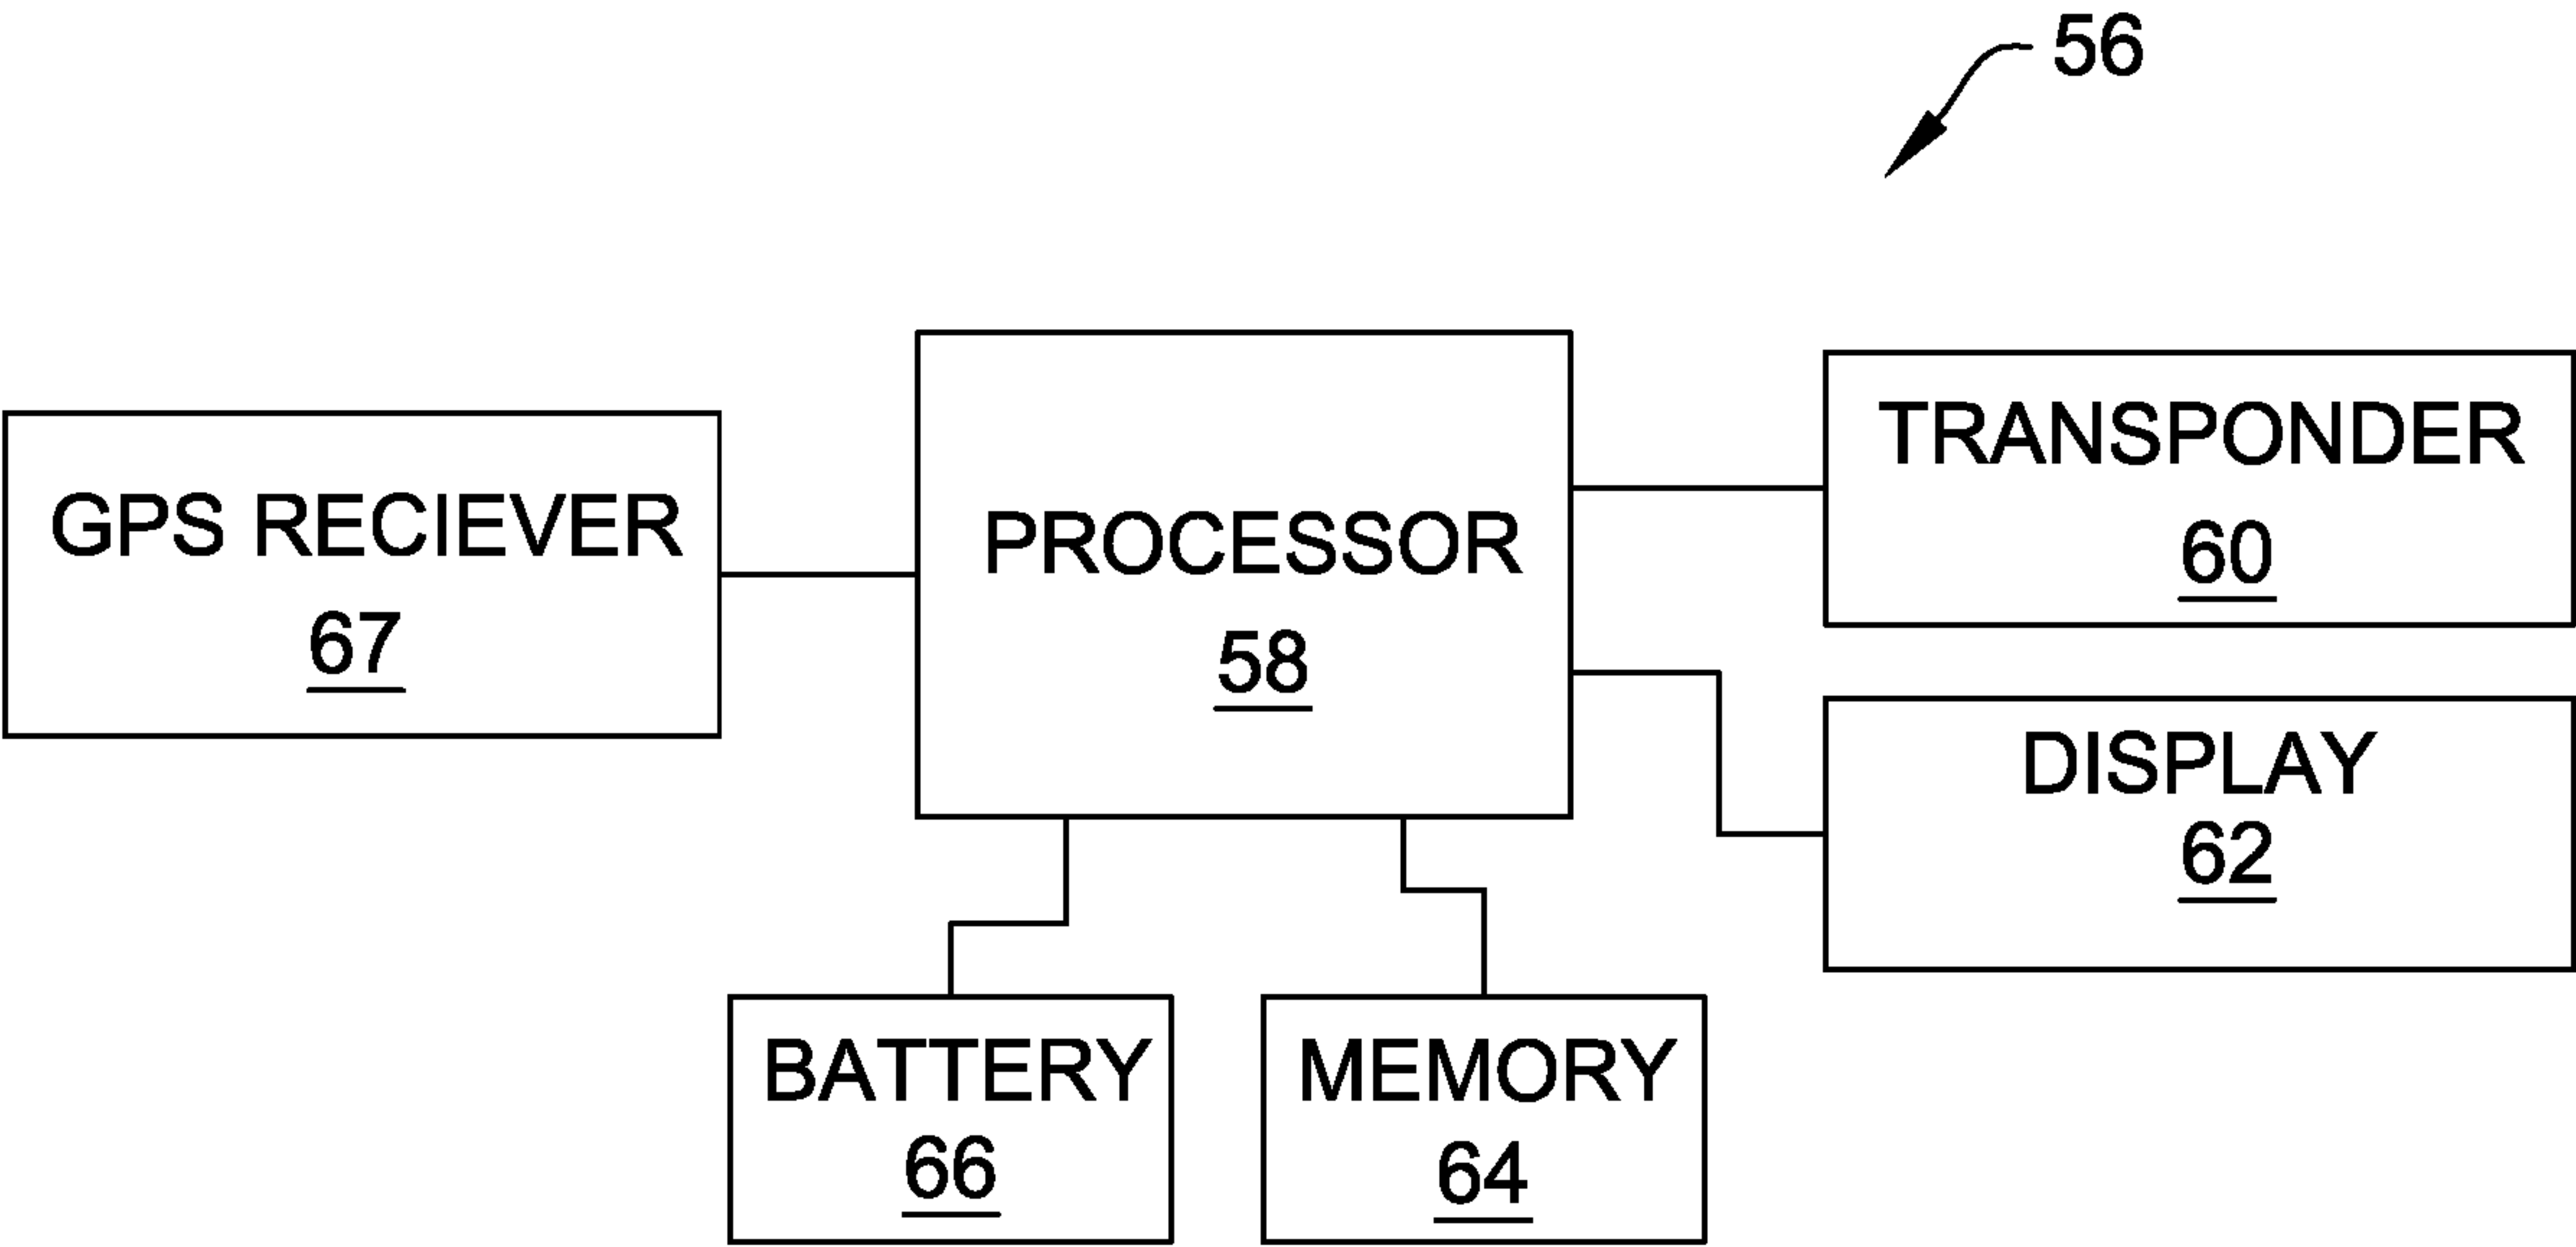 56
GPS RECIEVER
67
PROCESSOR
58
TRANSPONDER
60
DISPLAY
62
BATTERY
66
MEMORY
64